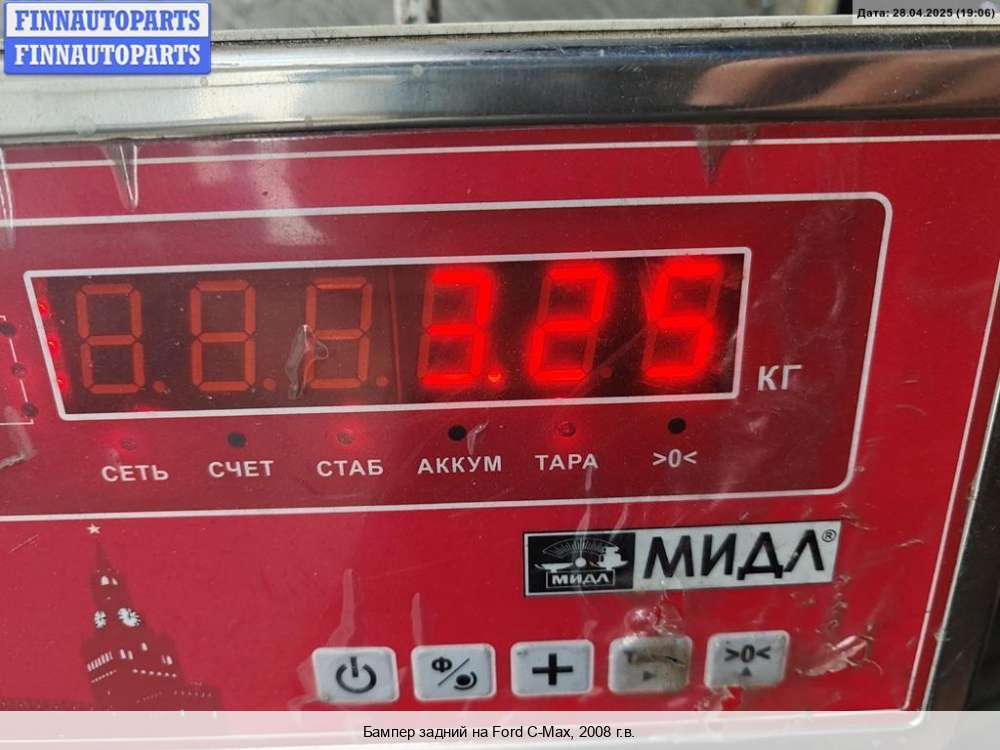 FINNAUTOPARTS
FINNAUTOPARTS
Дата: 28.04.2025 (19:06)
3.25
КГ
СЕТЬ СЧЕТ СТАБ АККУМ ТАРА >0<
МИДЛ
МИДЛ®
Ф
>0<
Бампер задний на Ford C-Max, 2008 г.в.